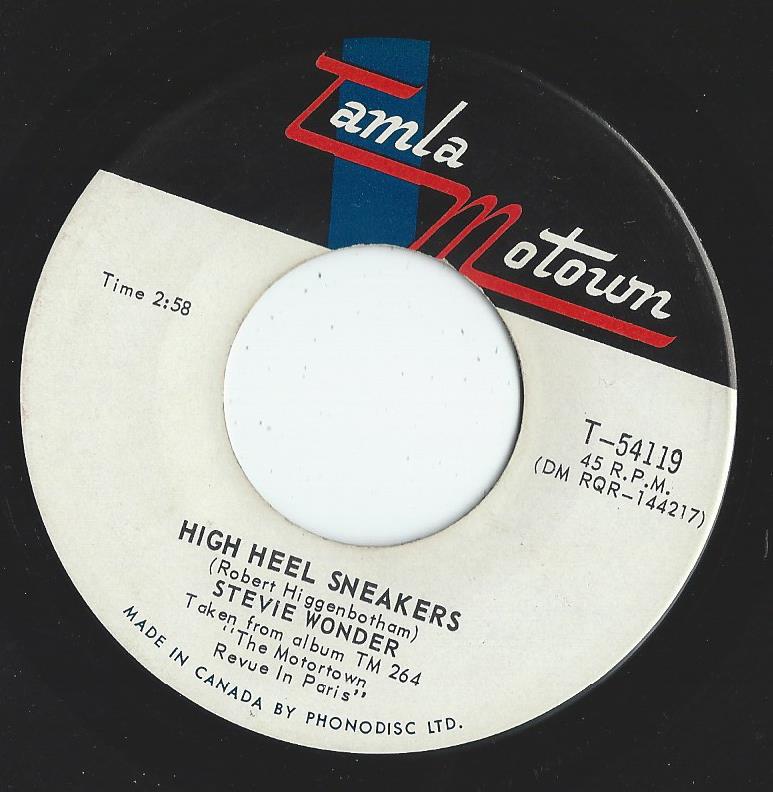 Tamla
Motown
Time 2:58
T-54119
45 R.P.M.
(DM RQR-144217)
HIGH HEEL SNEAKERS
(Robert Higgenbotham)
STEVIE WONDER
Taken from album TM 264
"The Motortown
Revue In Paris"
MADE IN CANADA BY PHONODISC LTD.